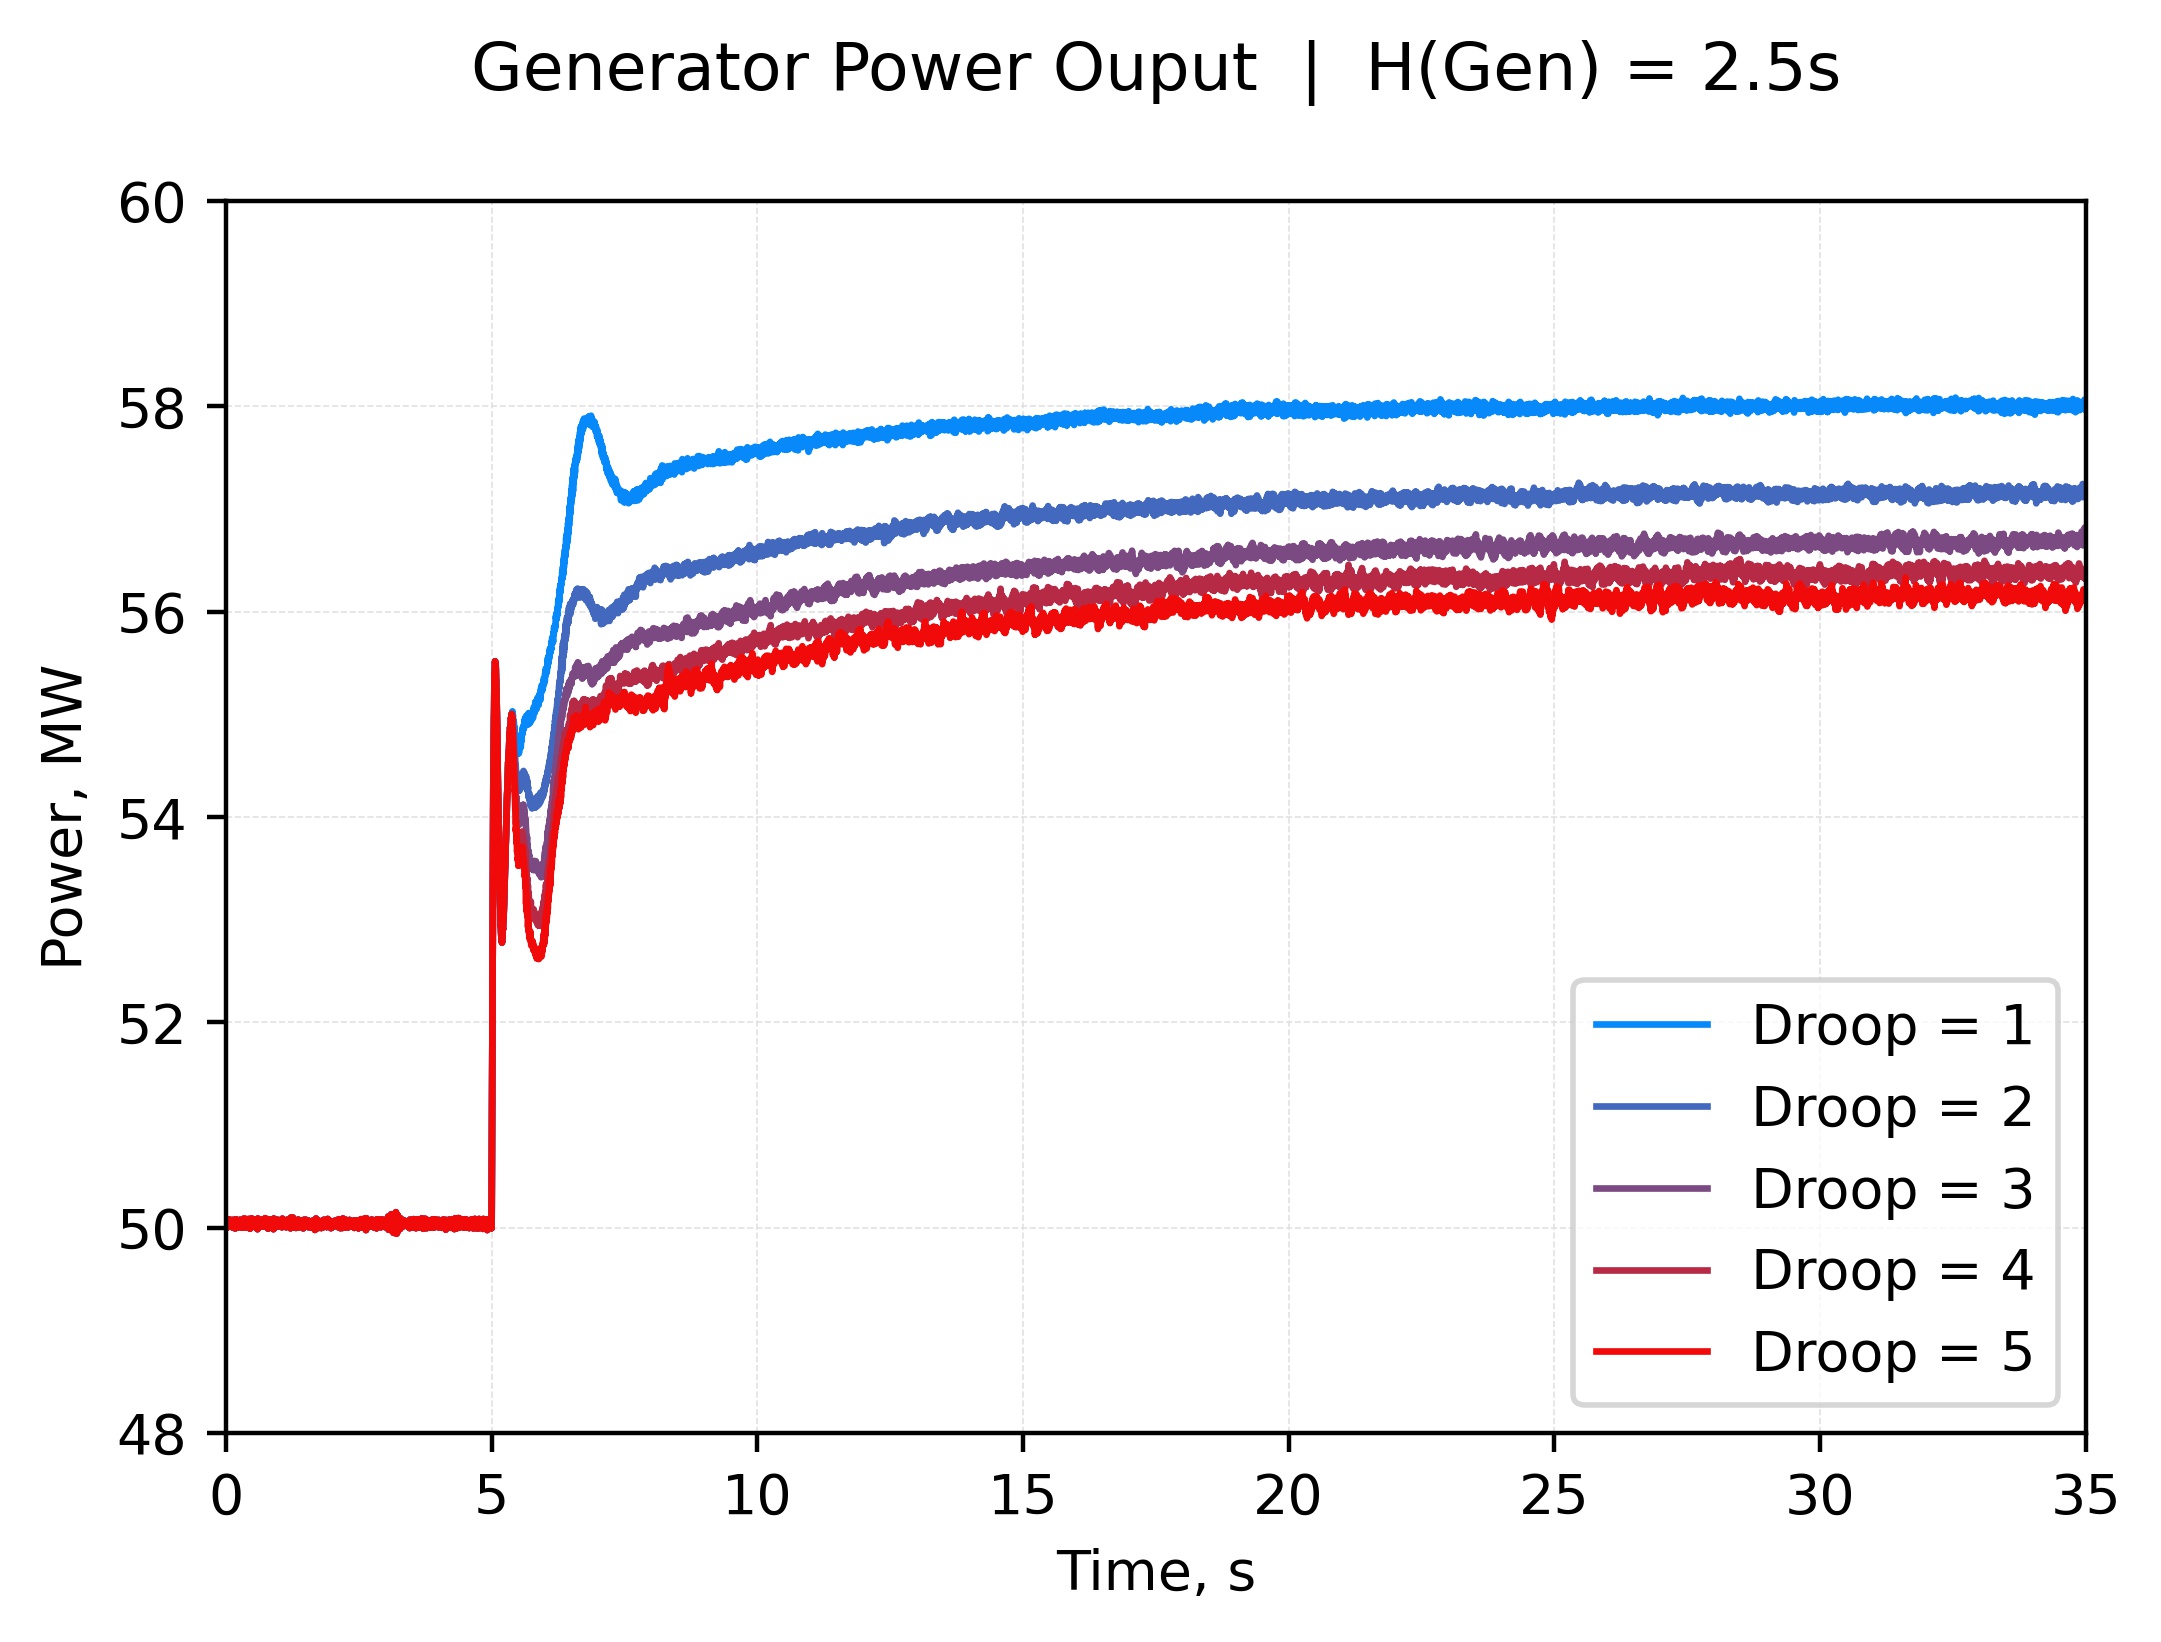 Generator Power Ouput | H(Gen) = 2.5s
60
58
56
54
52
50
48
Power, MW
Droop = 1
Droop = 2
Droop = 3
Droop = 4
Droop = 5
0 5 10 15 20 25 30 35
Time, s